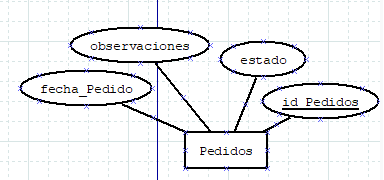 observaciones
estado
fecha_Pedido
id_Pedidos
Pedidos